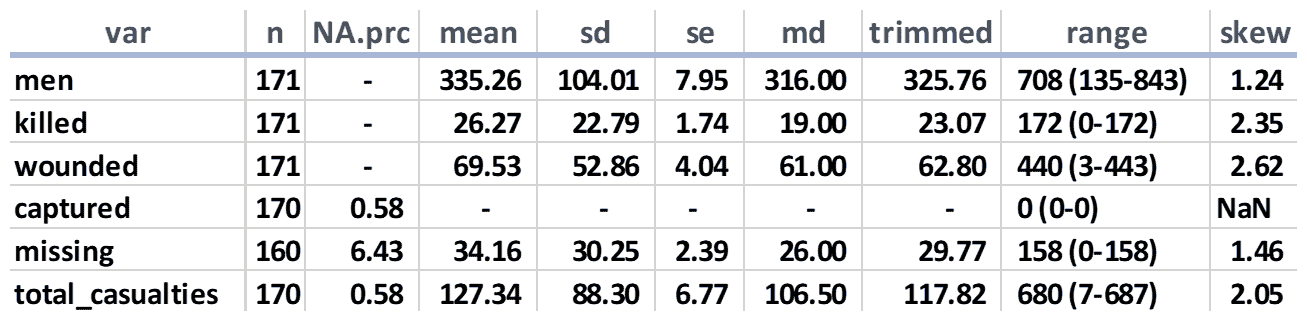 var n NA.prc mean sd se md trimmed range skew
men 171 - 335.26 104.01 7.95 316.00 325.76 708 (135-843) 1.24
killed 171 - 26.27 22.79 1.74 19.00 23.07 172 (0-172) 2.35
wounded 171 - 69.53 52.86 4.04 61.00 62.80 440 (3-443) 2.62
captured 170 0.58 - - - - - 0 (0-0) NaN
missing 160 6.43 34.16 30.25 2.39 26.00 29.77 158 (0-158) 1.46
total_casualties 170 0.58 127.34 88.30 6.77 106.50 117.82 680 (7-687) 2.05